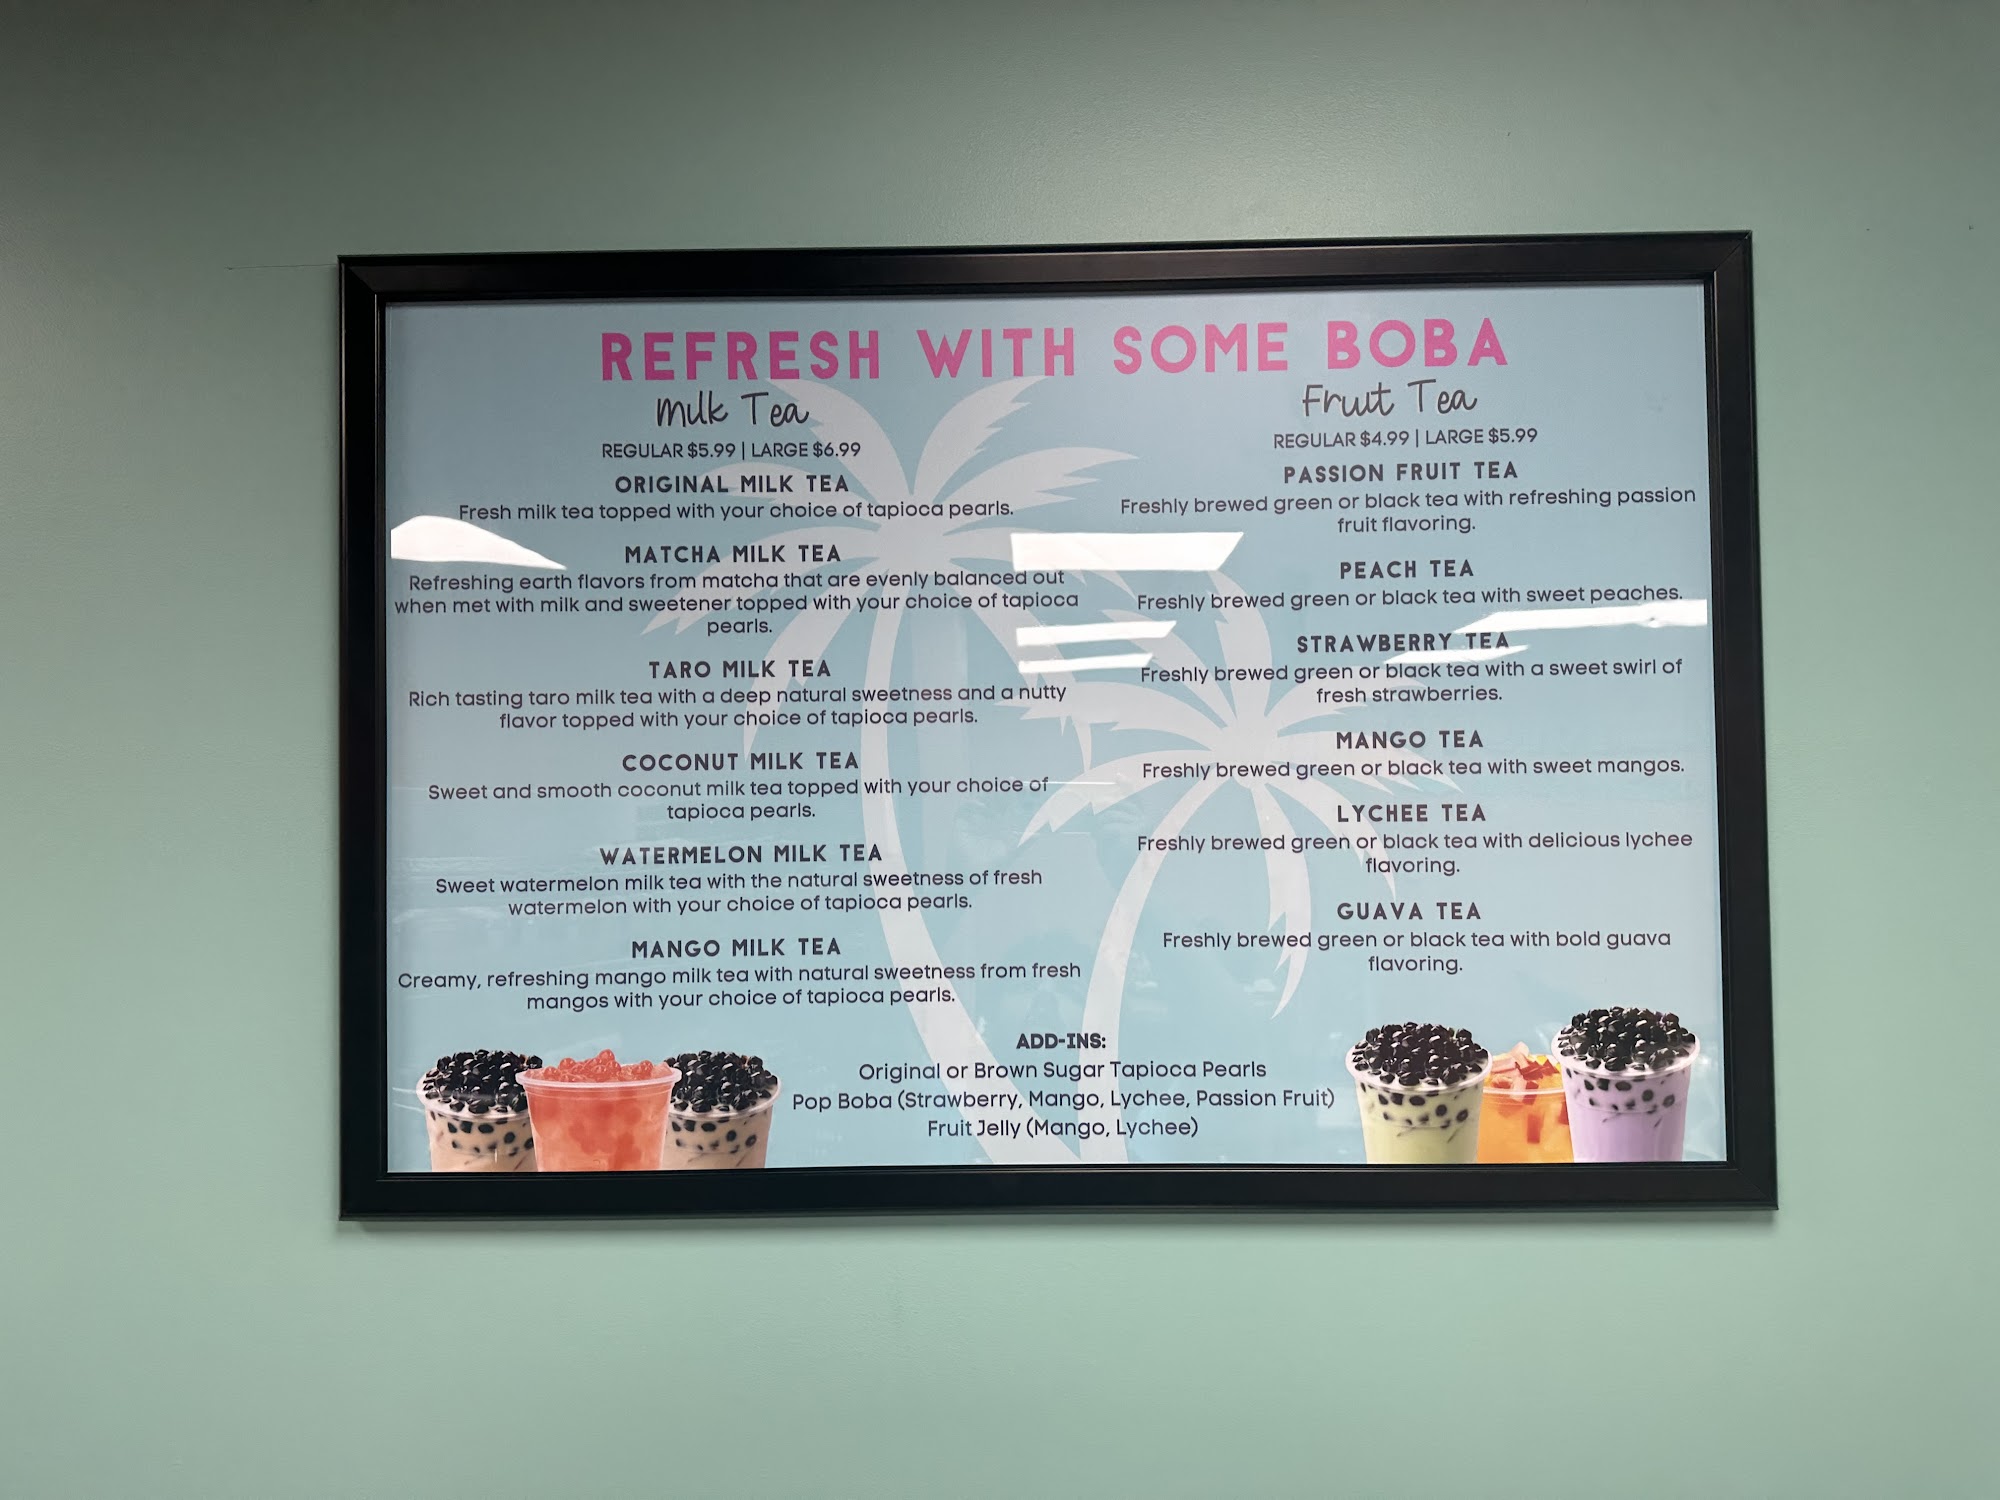 REFRESH WITH SOME BOBA
Milk Tea
REGULAR $5.99 | LARGE $6.99
ORIGINAL MILK TEA
Fresh milk tea topped with your choice of tapioca pearls.
MATCHA MILK TEA
Refreshing earth flavors from matcha that are evenly balanced out
when met with milk and sweetener topped with your choice of tapioca
pearls.
TARO MILK TEA
Rich tasting taro milk tea with a deep natural sweetness and a nutty
flavor topped with your choice of tapioca pearls.
COCONUT MILK TEA
Sweet and smooth coconut milk tea topped with your choice of
tapioca pearls.
WATERMELON MILK TEA
Sweet watermelon milk tea with the natural sweetness of fresh
watermelon with your choice of tapioca pearls.
MANGO MILK TEA
Creamy, refreshing mango milk tea with natural sweetness from fresh
mangos with your choice of tapioca pearls.
Fruit Tea
REGULAR $4.99 | LARGE $5.99
PASSION FRUIT TEA
Freshly brewed green or black tea with refreshing passion
fruit flavoring.
PEACH TEA
Freshly brewed green or black tea with sweet peaches.
STRAWBERRY TEA
Freshly brewed green or black tea with a sweet swirl of
fresh strawberries.
MANGO TEA
Freshly brewed green or black tea with sweet mangos.
LYCHEE TEA
Freshly brewed green or black tea with delicious lychee
flavoring.
GUAVA TEA
Freshly brewed green or black tea with bold guava
flavoring.
ADD-INS:
Original or Brown Sugar Tapioca Pearls
Pop Boba (Strawberry, Mango, Lychee, Passion Fruit)
Fruit Jelly (Mango, Lychee)